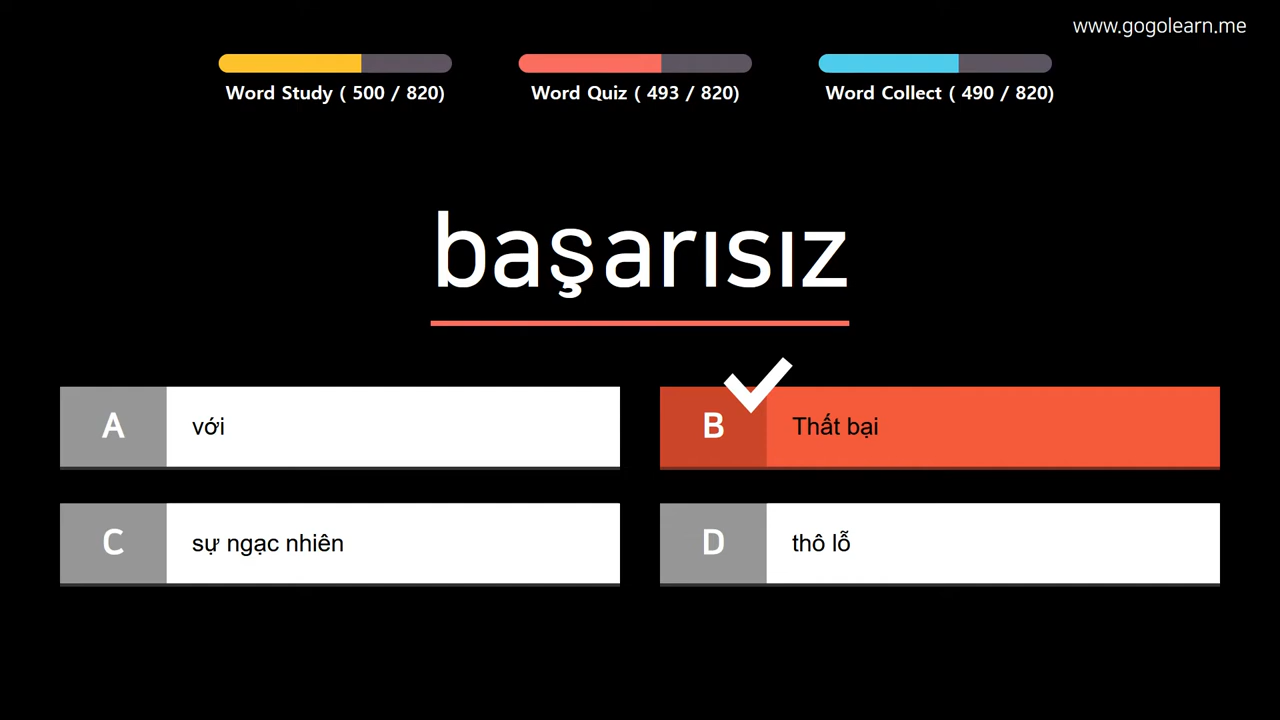 www.gogolearn.me
Word Study ( 500 / 820)
Word Quiz ( 493 / 820)
Word Collect ( 490 / 820)
başarısız
A với
B Thất bại
C sự ngạc nhiên
D thô lỗ